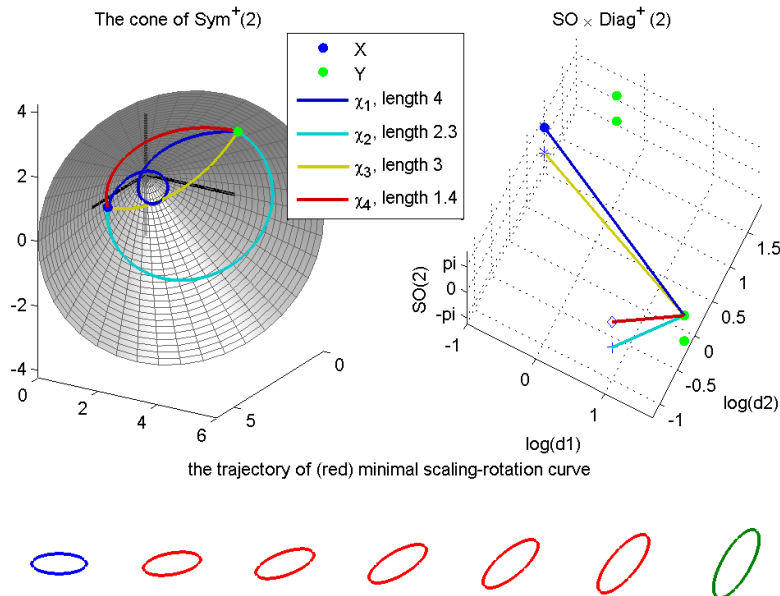 The cone of Sym⁺(2)
SO × Diag⁺ (2)
X
Y
χ₁, length 4
χ₂, length 2.3
χ₃, length 3
χ₄, length 1.4
4
2
0
-2
-4
0
2
4
6
5
0
SO(2)
pi
0
-pi
-1
0
1
log(d1)
-1
-0.5
0
0.5
1
1.5
log(d2)
the trajectory of (red) minimal scaling-rotation curve